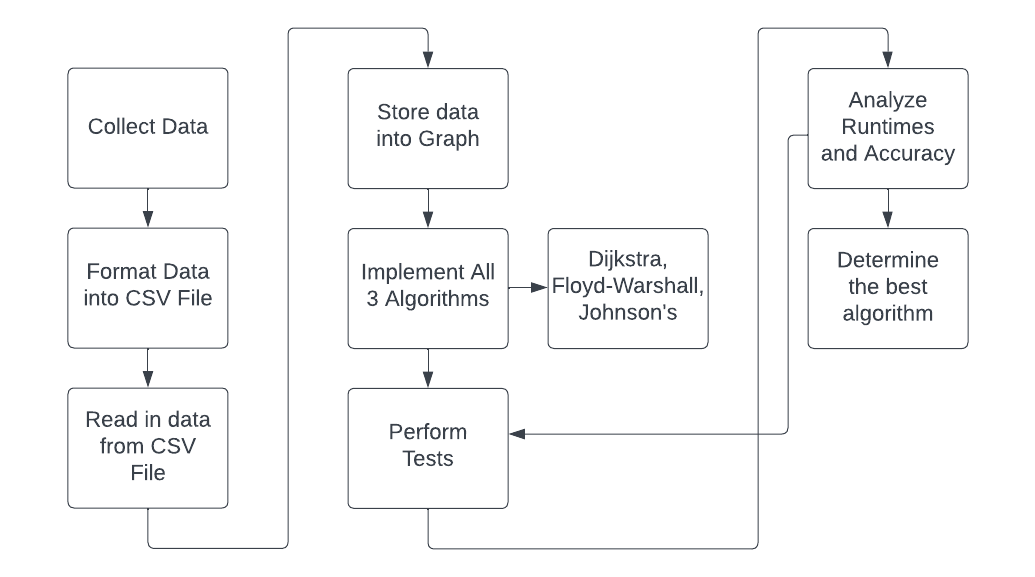 Collect Data
Format Data
into CSV File
Read in data
from CSV
File
Store data
into Graph
Implement All
3 Algorithms
Dijkstra,
Floyd-Warshall,
Johnson's
Perform
Tests
Analyze
Runtimes
and Accuracy
Determine
the best
algorithm